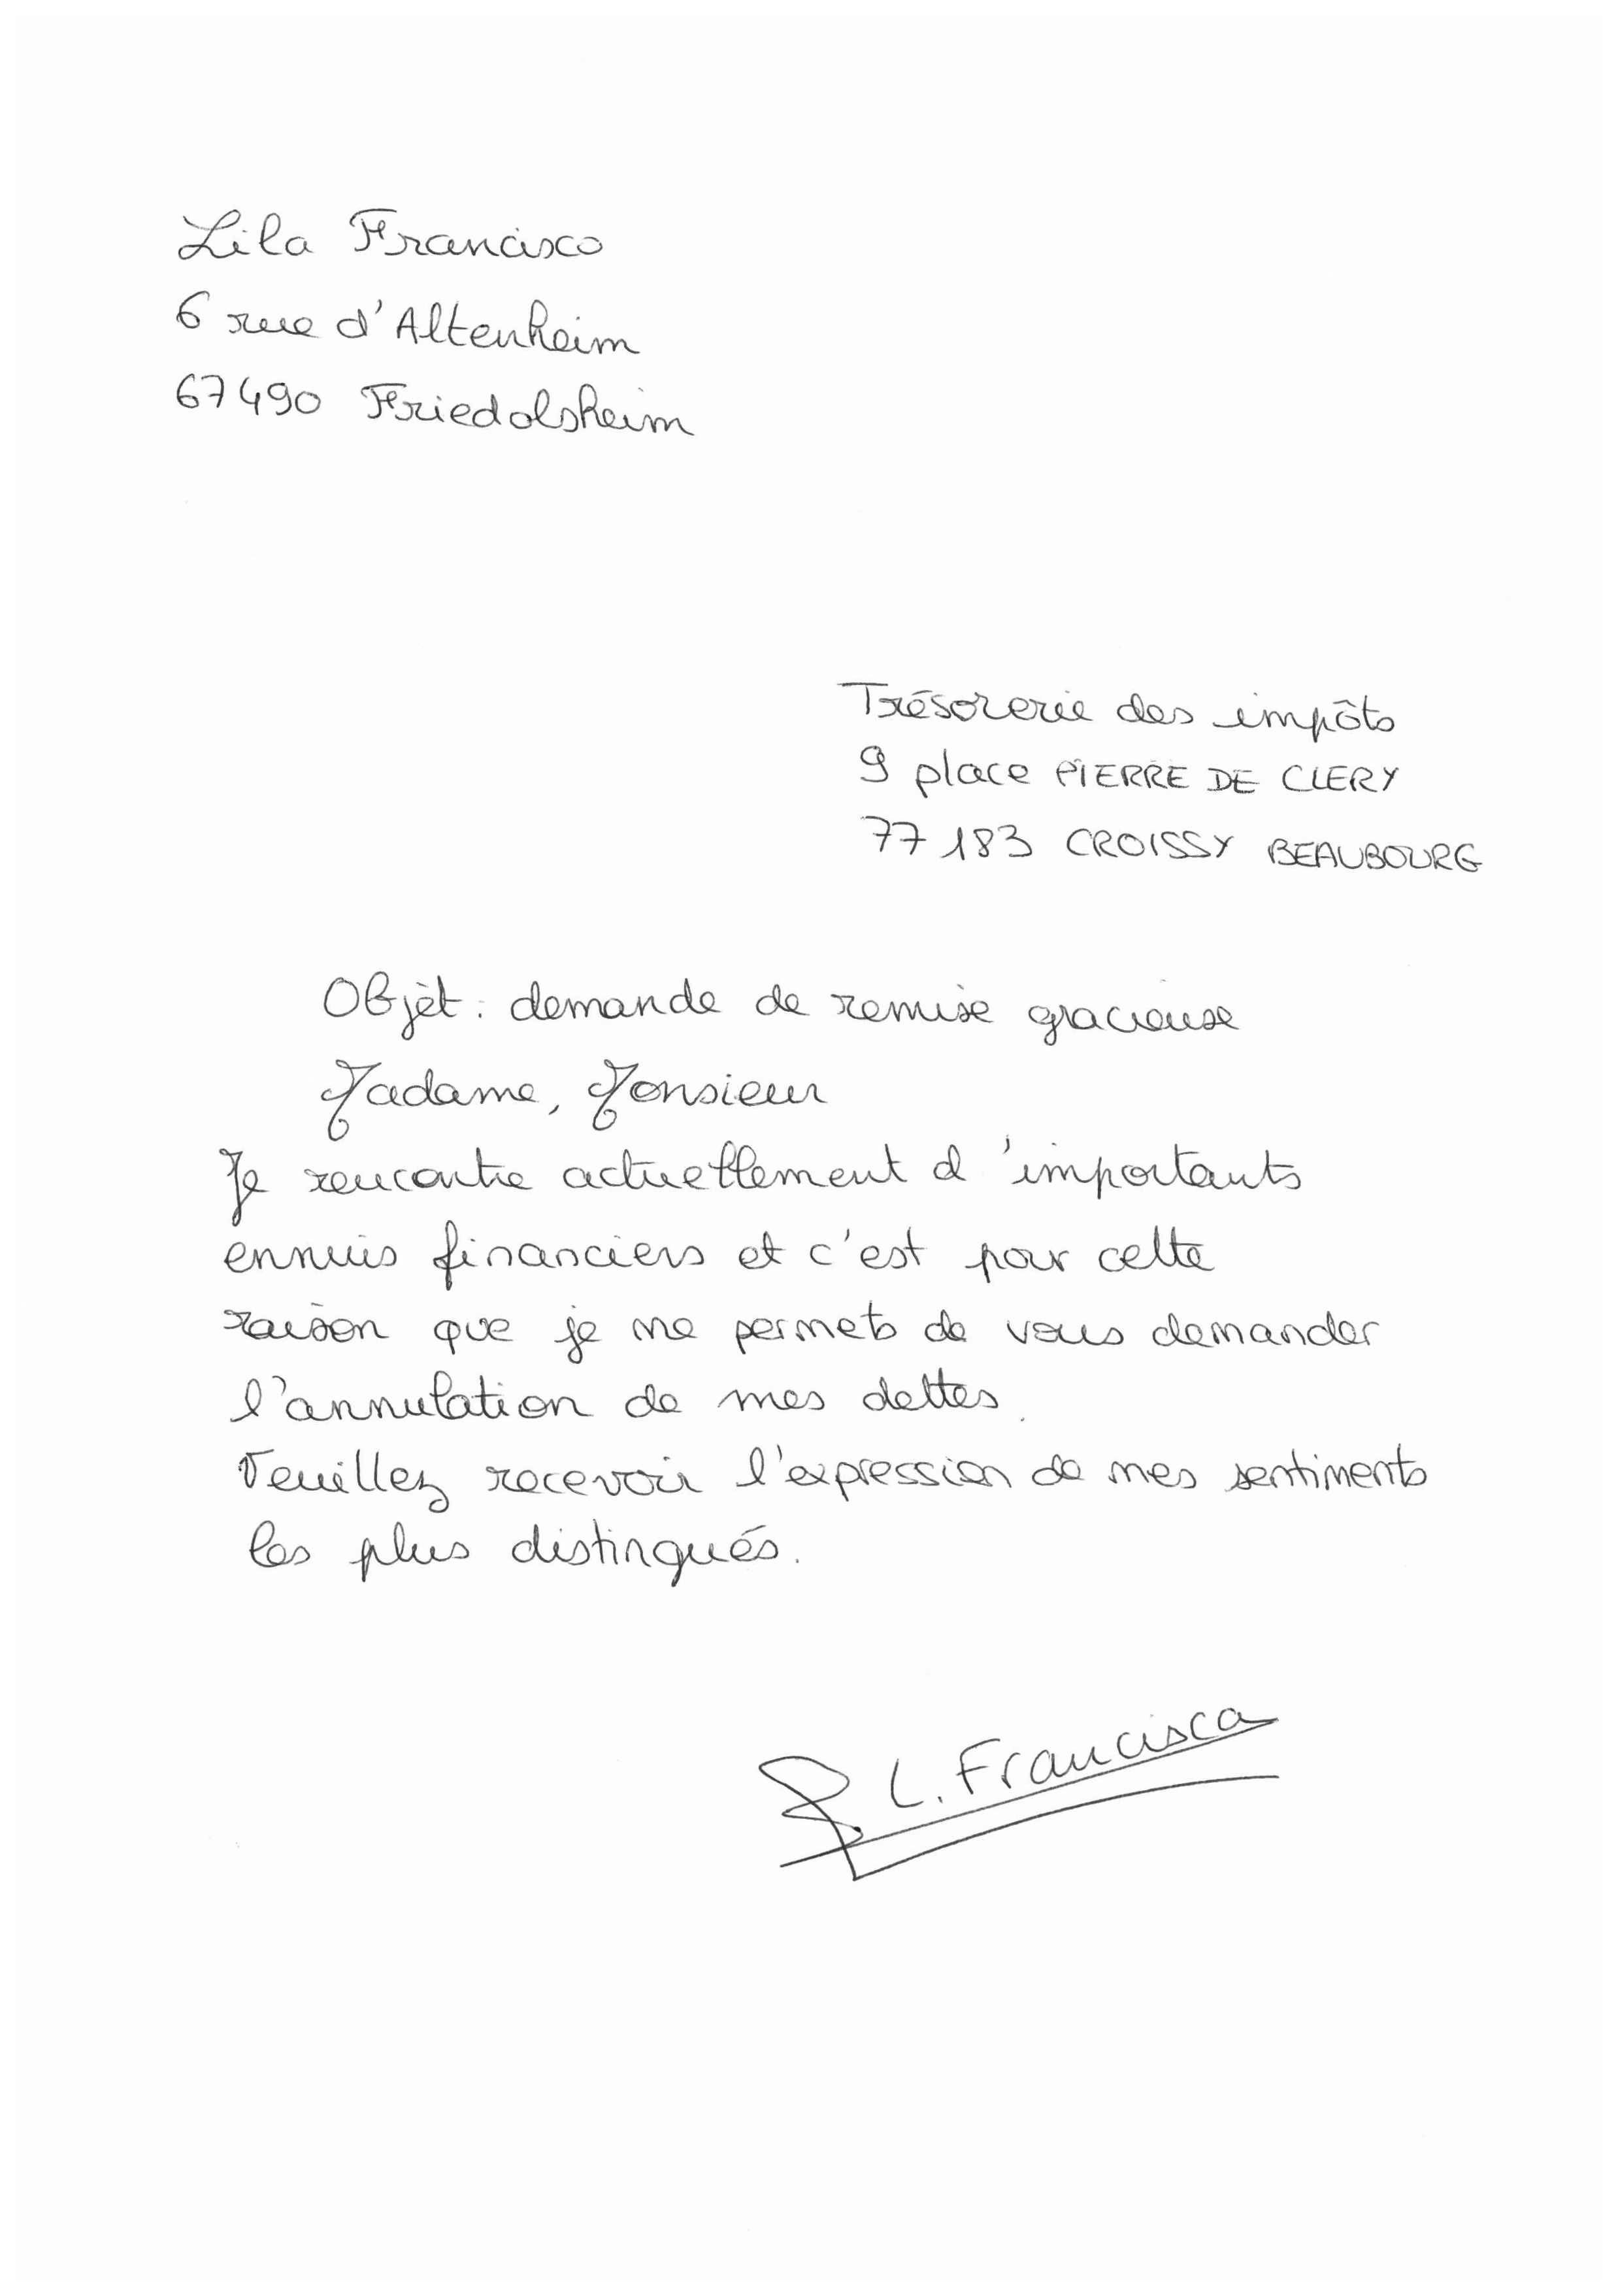 Lila Francisco
6 rue d'Altenheim
67490 Friedolsheim
Trésorerie des impôts
9 place PIERRE DE CLERY
77183 CROISSY BEAUBOURG
Objèt : demande de remise gracieuse
Madame, Monsieur
Je rencontre actuellement d'importants
ennuis financiers et c'est pour cette
raison que je me permets de vous demander
l'annulation de mes dettes.
Veuillez recevoir l'expression de mes sentiments
les plus distingués.
L. Francisca